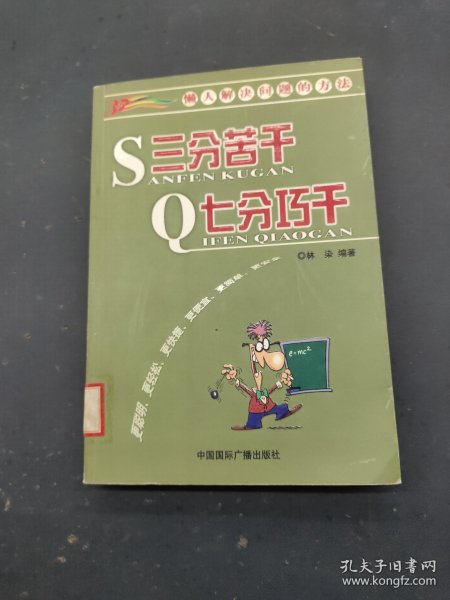 懒人解决问题的方法
三分苦干
SANFEN KUGAN
七分巧干
QIFEN QIAOGAN
◎林 染 编著
更聪明、更轻松、更快捷、更便宜、更简单、更安全
e=mc²
中国国际广播出版社
孔夫子旧书网
www.kongfz.com